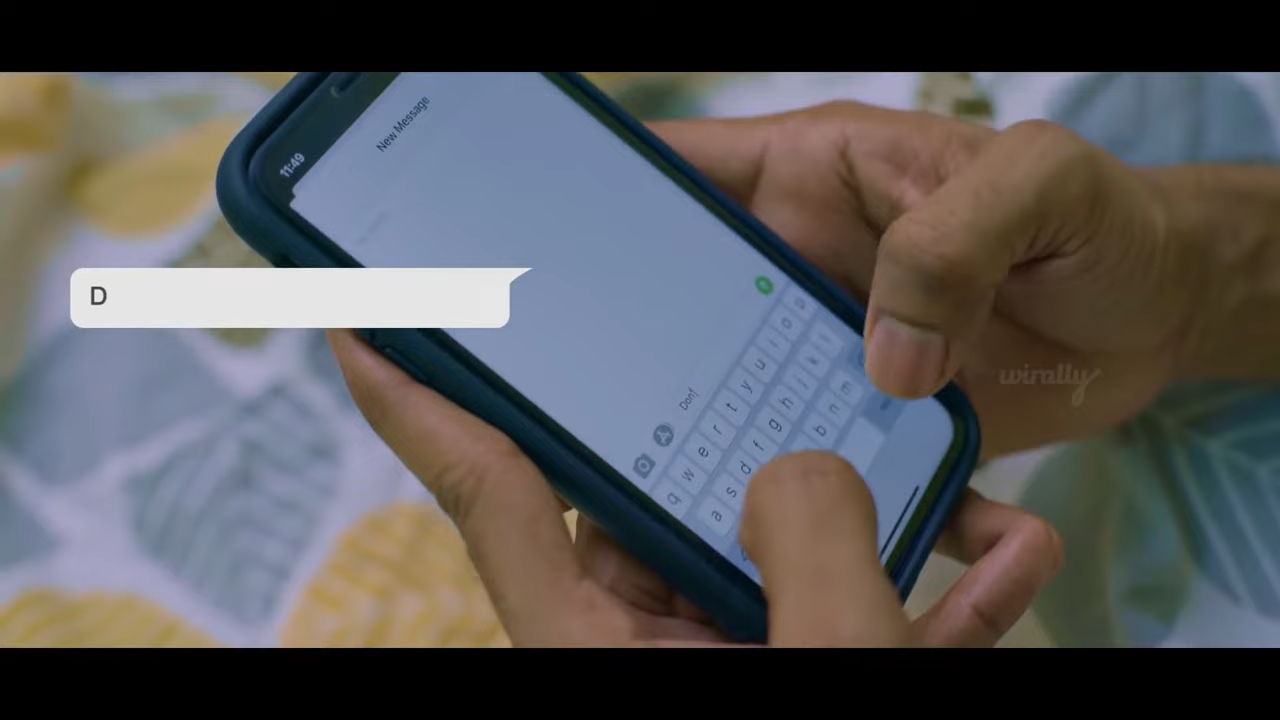 11:49
New Message
D
Don't
q w e r t y u i o p
a s d f g h j k l
b n m
wirally